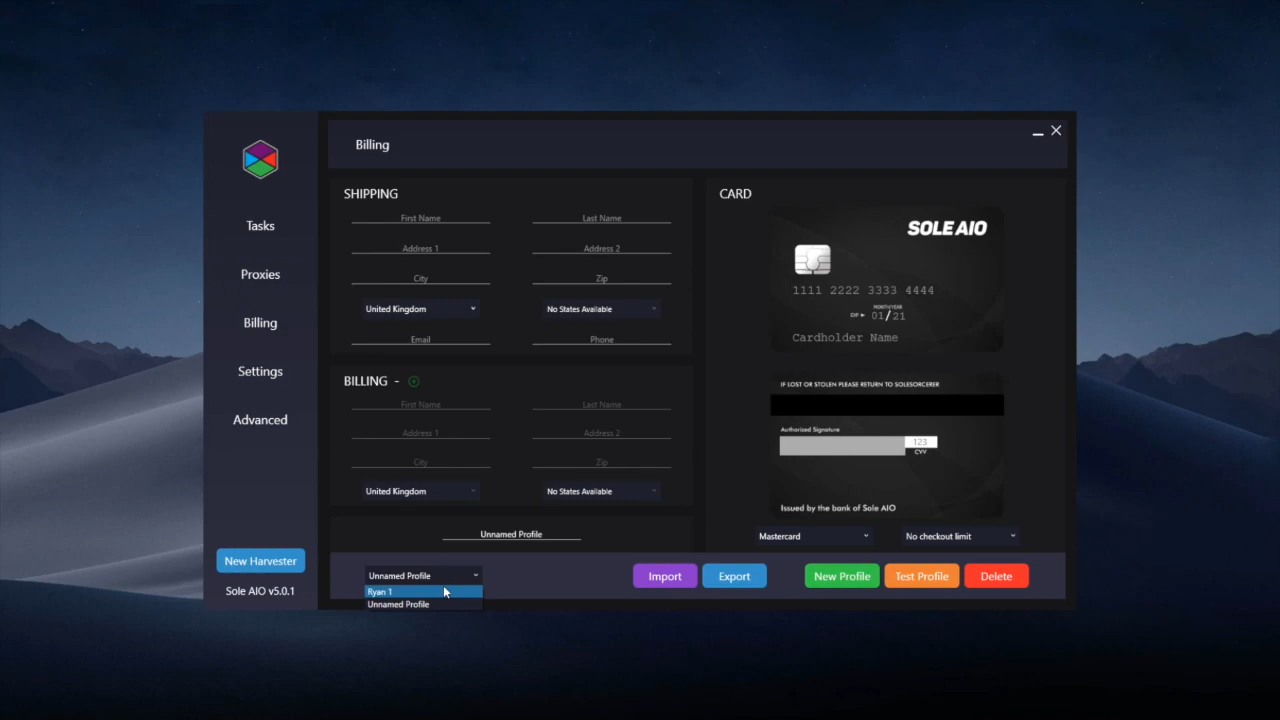 Billing
Tasks
Proxies
Billing
Settings
Advanced
New Harvester
Sole AIO v5.0.1
SHIPPING
First Name
Last Name
Address 1
Address 2
City
Zip
United Kingdom
No States Available
Email
Phone
BILLING -
First Name
Last Name
Address 1
Address 2
City
Zip
United Kingdom
No States Available
Unnamed Profile
CARD
SOLE AIO
1111 2222 3333 4444
MONTH/YEAR
EXP ► 01/21
Cardholder Name
IF LOST OR STOLEN PLEASE RETURN TO SOLESORCERER
Authorized Signature
123
CVV
Issued by the bank of Sole AIO
Mastercard
No checkout limit
Unnamed Profile
Ryan 1
Unnamed Profile
Import
Export
New Profile
Test Profile
Delete